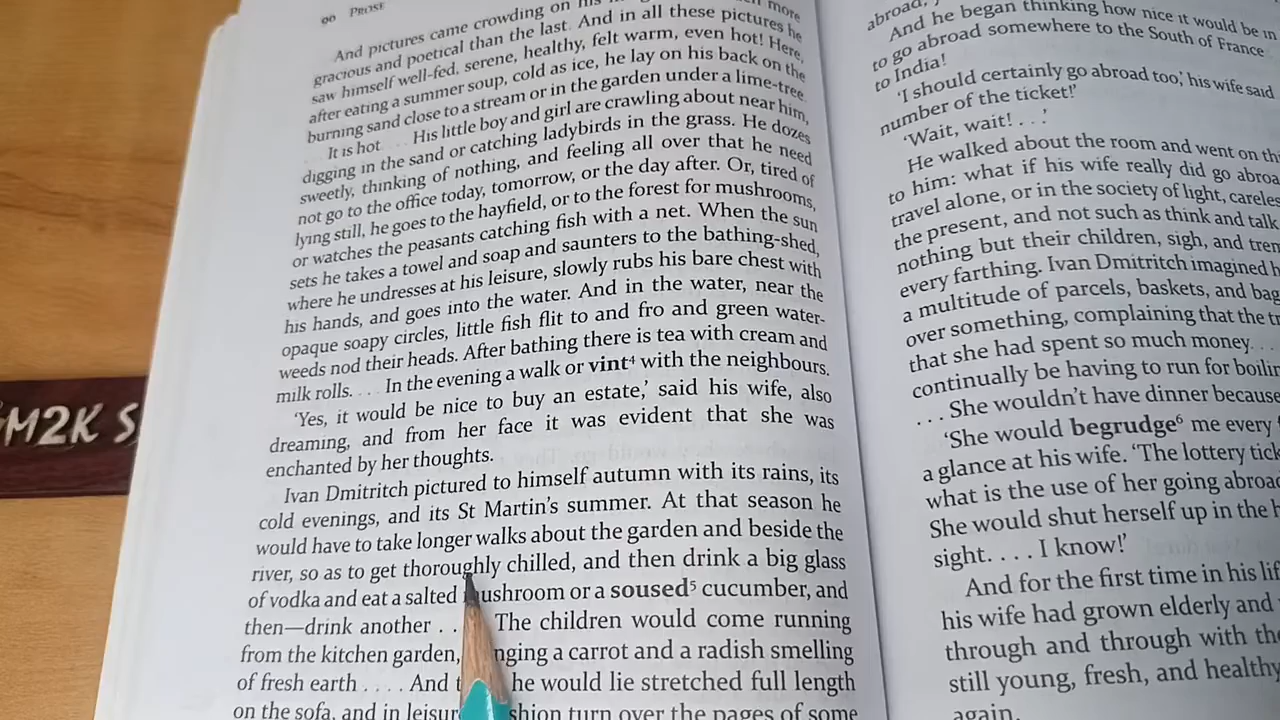 90 PROSE
And pictures came crowding on his more
gracious and poetical than the last. And in all these pictures he
saw himself well-fed, serene, healthy, felt warm, even hot! Here,
after eating a summer soup, cold as ice, he lay on his back on the
burning sand close to a stream or in the garden under a lime-tree.
. . . . It is hot . . . . His little boy and girl are crawling about near him,
digging in the sand or catching ladybirds in the grass. He dozes
sweetly, thinking of nothing, and feeling all over that he need
not go to the office today, tomorrow, or the day after. Or, tired of
lying still, he goes to the hayfield, or to the forest for mushrooms,
or watches the peasants catching fish with a net. When the sun
sets he takes a towel and soap and saunters to the bathing-shed,
where he undresses at his leisure, slowly rubs his bare chest with
his hands, and goes into the water. And in the water, near the
opaque soapy circles, little fish flit to and fro and green water-
weeds nod their heads. After bathing there is tea with cream and
milk rolls. . . . In the evening a walk or vint⁴ with the neighbours.
‘Yes, it would be nice to buy an estate,’ said his wife, also
dreaming, and from her face it was evident that she was
enchanted by her thoughts.
Ivan Dmitritch pictured to himself autumn with its rains, its
cold evenings, and its St Martin’s summer. At that season he
would have to take longer walks about the garden and beside the
river, so as to get thoroughly chilled, and then drink a big glass
of vodka and eat a salted mushroom or a soused⁵ cucumber, and
then—drink another . . . The children would come running
from the kitchen garden, nging a carrot and a radish smelling
of fresh earth . . . . And he would lie stretched full length
on the sofa, and in leisur shion turn over the pages of some
abroad,
And he began thinking how nice it would be in
to go abroad somewhere to the South of France
to India!
‘I should certainly go abroad too,’ his wife said
number of the ticket!’
‘Wait, wait! . . .’
He walked about the room and went on thi
to him: what if his wife really did go abroa
travel alone, or in the society of light, careles
the present, and not such as think and talk
nothing but their children, sigh, and trem
every farthing. Ivan Dmitritch imagined h
a multitude of parcels, baskets, and bag
over something, complaining that the tr
that she had spent so much money. . . .
continually be having to run for boilin
. . . She wouldn’t have dinner because
‘She would begrudge⁶ me every f
a glance at his wife. ‘The lottery tick
what is the use of her going abroad
She would shut herself up in the h
sight. . . . I know!’
And for the first time in his lif
his wife had grown elderly and
through and through with the
still young, fresh, and healthy
again.
M2K S